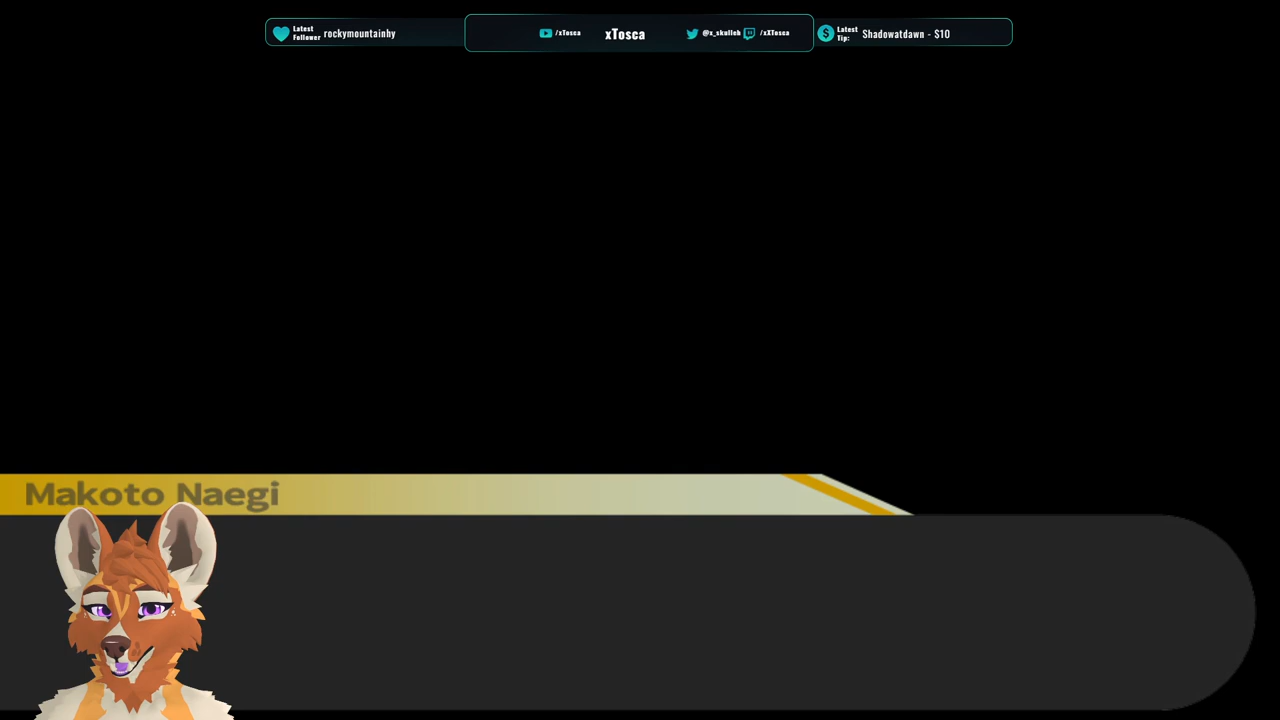 Latest
Follower rockymountainhy
/xTosca xTosca @x_skulleh /xXTosca
Latest
Tip: Shadowatdawn - $10
Makoto Naegi